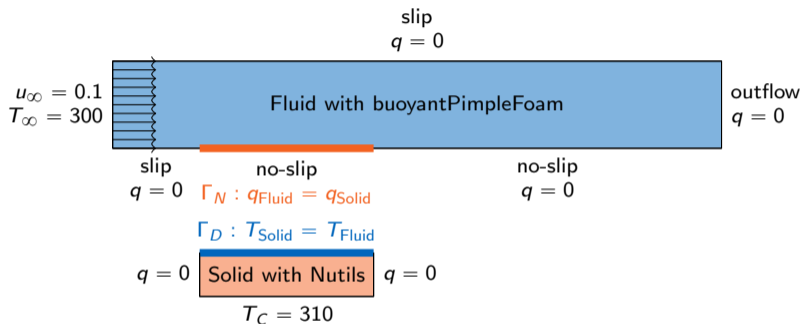 slip
q = 0
u∞ = 0.1
T∞ = 300
Fluid with buoyantPimpleFoam
outflow
q = 0
slip
q = 0
no-slip
Γ_N : q_Fluid = q_Solid
no-slip
q = 0
Γ_D : T_Solid = T_Fluid
q = 0
Solid with Nutils
q = 0
T_C = 310